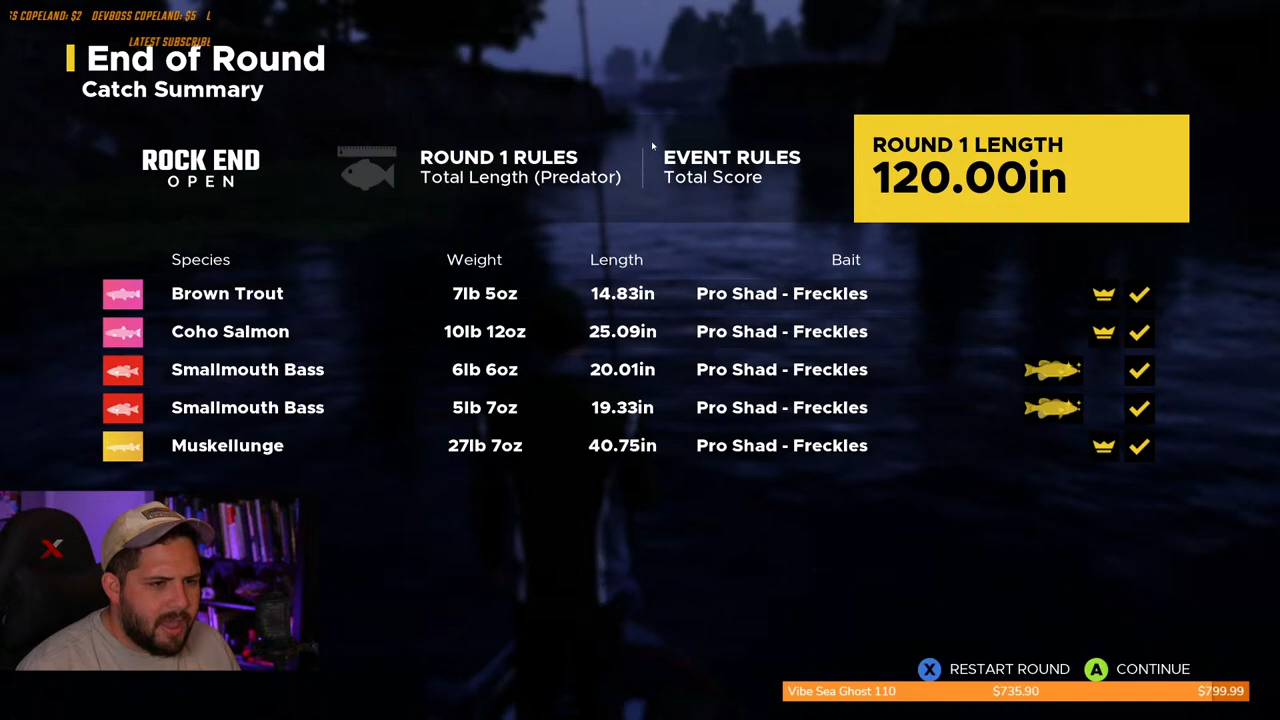 SS COPELAND: $2 DEVBOSS COPELAND: $5 L
LATEST SUBSCRIBE
End of Round
Catch Summary
ROCK END
OPEN
ROUND 1 RULES
Total Length (Predator)
EVENT RULES
Total Score
ROUND 1 LENGTH
120.00in
Species Weight Length Bait
Brown Trout 7lb 5oz 14.83in Pro Shad - Freckles
Coho Salmon 10lb 12oz 25.09in Pro Shad - Freckles
Smallmouth Bass 6lb 6oz 20.01in Pro Shad - Freckles
Smallmouth Bass 5lb 7oz 19.33in Pro Shad - Freckles
Muskellunge 27lb 7oz 40.75in Pro Shad - Freckles
X RESTART ROUND A CONTINUE
Vibe Sea Ghost 110 $735.90 $799.99